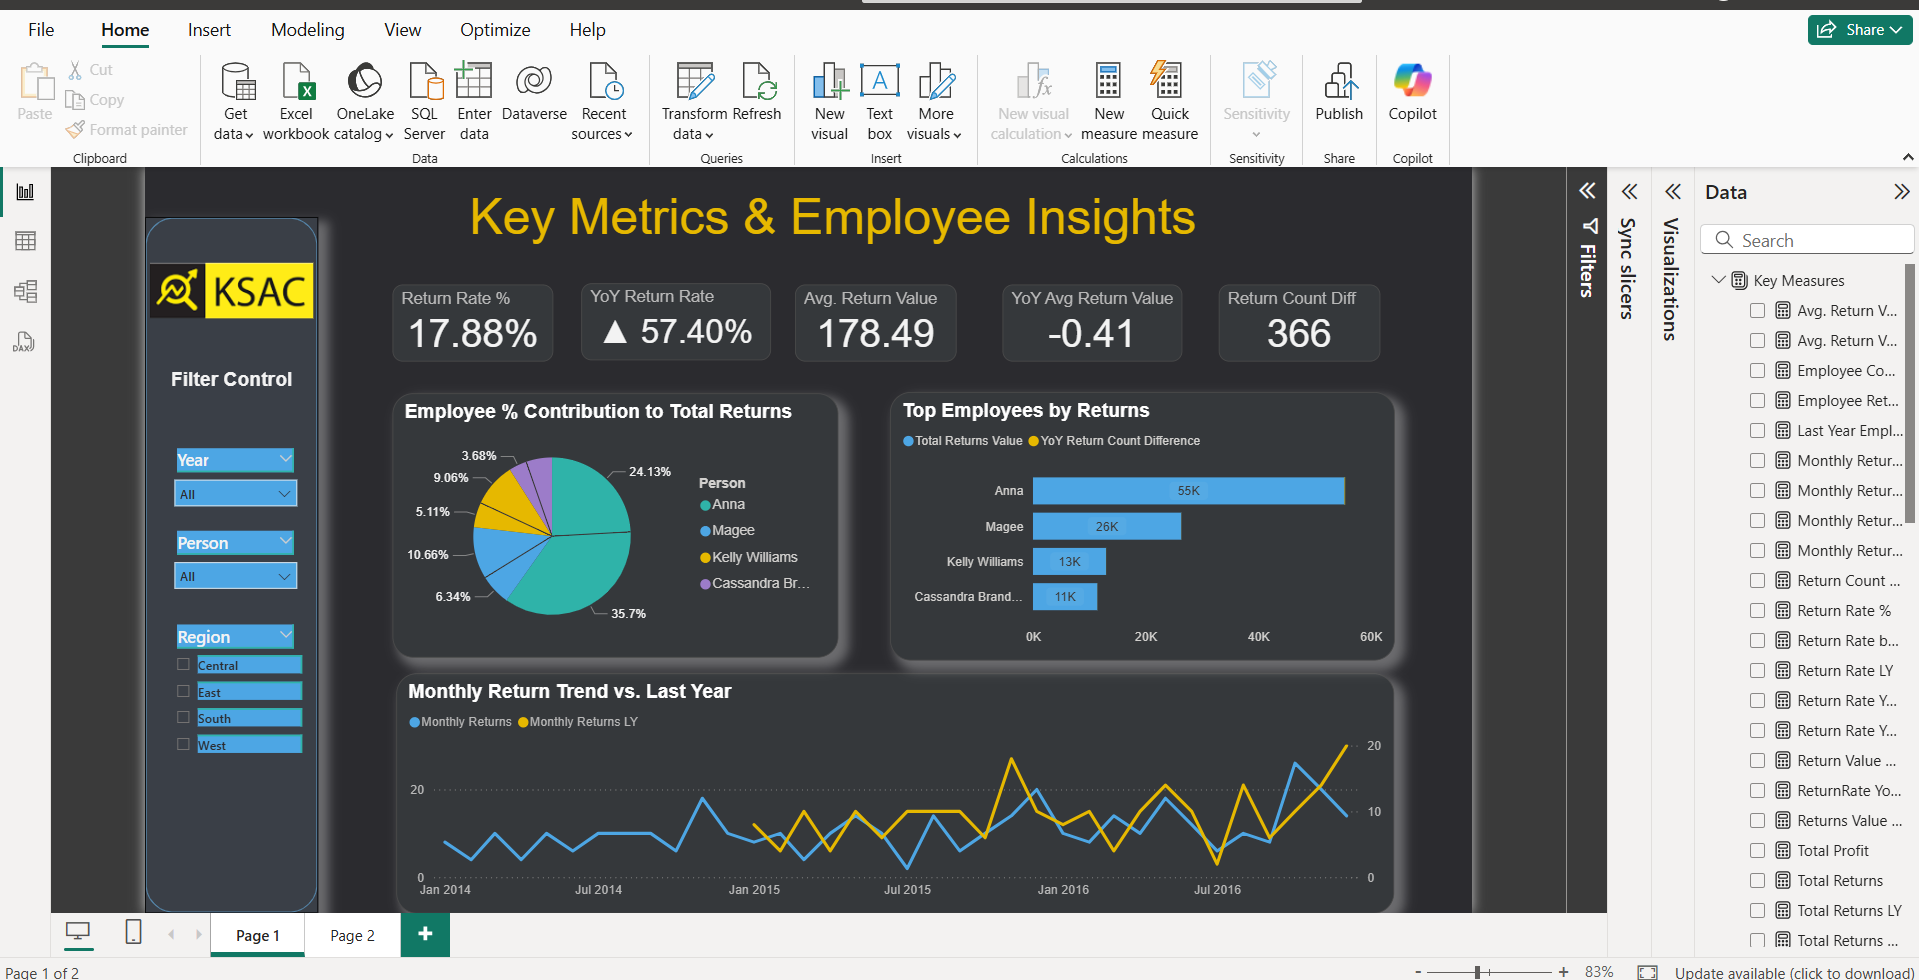 File
Home
Insert
Modeling
View
Optimize
Help
Share
Paste
Cut
Copy
Format painter
Clipboard
Get data
Excel workbook
OneLake catalog
SQL Server
Enter data
Dataverse
Recent sources
Data
Transform data
Refresh
Queries
New visual
Text box
More visuals
Insert
New visual calculation
New measure
Quick measure
Calculations
Sensitivity
Sensitivity
Publish
Share
Copilot
Copilot
DAX
KSAC
Filter Control
Year
All
Person
All
Region
Central
East
South
West
Key Metrics & Employee Insights
Return Rate %
17.88%
YoY Return Rate
▲ 57.40%
Avg. Return Value
178.49
YoY Avg Return Value
-0.41
Return Count Diff
366
Employee % Contribution to Total Returns
3.68%
9.06%
5.11%
10.66%
6.34%
24.13%
35.7%
Person
Anna
Magee
Kelly Williams
Cassandra Br...
Top Employees by Returns
Total Returns Value
YoY Return Count Difference
Anna
55K
Magee
26K
Kelly Williams
13K
Cassandra Brand...
11K
0K
20K
40K
60K
Monthly Return Trend vs. Last Year
Monthly Returns
Monthly Returns LY
20
0
20
10
0
Jan 2014
Jul 2014
Jan 2015
Jul 2015
Jan 2016
Jul 2016
Filters
Sync slicers
Visualizations
Data
Search
Key Measures
Avg. Return V...
Avg. Return V...
Employee Co...
Employee Ret...
Last Year Empl...
Monthly Retur...
Monthly Retur...
Monthly Retur...
Monthly Retur...
Return Count ...
Return Rate %
Return Rate b...
Return Rate LY
Return Rate Y...
Return Rate Y...
Return Value ...
ReturnRate Yo...
Returns Value ...
Total Profit
Total Returns
Total Returns LY
Total Returns ...
Page 1
Page 2
+
Page 1 of 2
- + 83%
Update available (click to download)